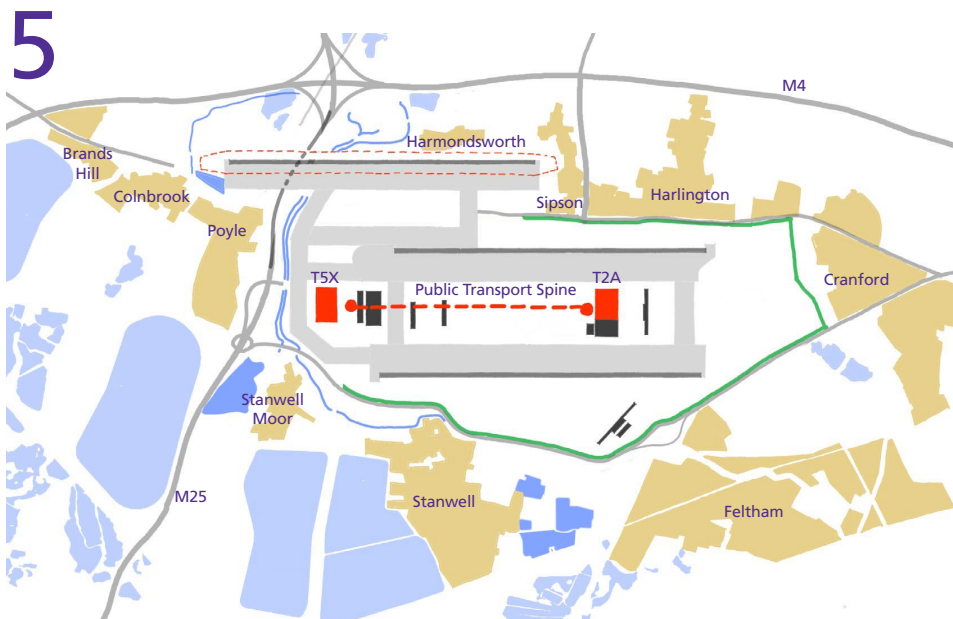 5
M4
Harmondsworth
Brands
Hill
Colnbrook
Sipson
Harlington
Poyle
T5X
Public Transport Spine
T2A
Cranford
Stanwell
Moor
M25
Stanwell
Feltham